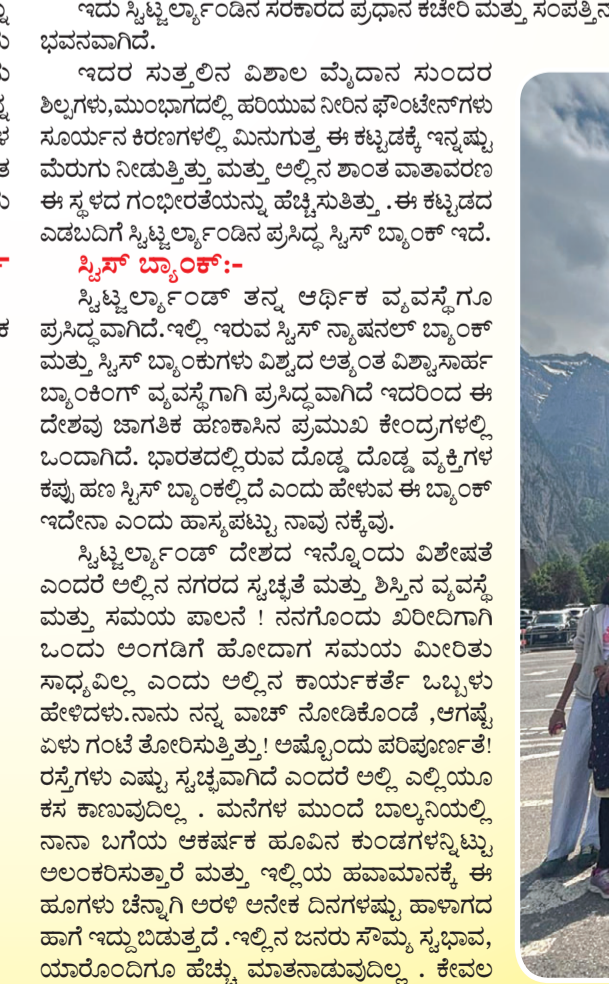 ಇದು ಸ್ವಿಟ್ಜರ್ಲ್ಯಾಂಡಿನ ಸರಕಾರದ ಪ್ರಧಾನ ಕಚೇರಿ ಮತ್ತು ಸಂಪತ್ತಿನ
ಭವನವಾಗಿದೆ.
ಇದರ ಸುತ್ತಲಿನ ವಿಶಾಲ ಮೈದಾನ ಸುಂದರ
ಶಿಲ್ಪಗಳು,ಮುಂಭಾಗದಲ್ಲಿ ಹರಿಯುವ ನೀರಿನ ಫೌಂಟೇನ್‌ಗಳು
ಸೂರ್ಯನ ಕಿರಣಗಳಲ್ಲಿ ಮಿನುಗುತ್ತ ಈ ಕಟ್ಟಡಕ್ಕೆ ಇನ್ನಷ್ಟು
ಮೆರುಗು ನೀಡುತ್ತಿತ್ತು ಮತ್ತು ಅಲ್ಲಿನ ಶಾಂತ ವಾತಾವರಣ
ಈ ಸ್ಥಳದ ಗಂಭೀರತೆಯನ್ನು ಹೆಚ್ಚಿಸುತಿತ್ತು .ಈ ಕಟ್ಟಡದ
ಎಡಬದಿಗೆ ಸ್ವಿಟ್ಜರ್ಲ್ಯಾಂಡಿನ ಪ್ರಸಿದ್ಧ ಸ್ವಿಸ್ ಬ್ಯಾಂಕ್ ಇದೆ.
ಸ್ವಿಸ್ ಬ್ಯಾಂಕ್:-
ಸ್ವಿಟ್ಜರ್ಲ್ಯಾಂಡ್ ತನ್ನ ಆರ್ಥಿಕ ವ್ಯವಸ್ಥೆಗೂ
ಪ್ರಸಿದ್ಧವಾಗಿದೆ.ಇಲ್ಲಿ ಇರುವ ಸ್ವಿಸ್ ನ್ಯಾಷನಲ್ ಬ್ಯಾಂಕ್
ಮತ್ತು ಸ್ವಿಸ್ ಬ್ಯಾಂಕುಗಳು ವಿಶ್ವದ ಅತ್ಯಂತ ವಿಶ್ವಾಸಾರ್ಹ
ಬ್ಯಾಂಕಿಂಗ್ ವ್ಯವಸ್ಥೆಗಾಗಿ ಪ್ರಸಿದ್ಧವಾಗಿದೆ ಇದರಿಂದ ಈ
ದೇಶವು ಜಾಗತಿಕ ಹಣಕಾಸಿನ ಪ್ರಮುಖ ಕೇಂದ್ರಗಳಲ್ಲಿ
ಒಂದಾಗಿದೆ. ಭಾರತದಲ್ಲಿರುವ ದೊಡ್ಡ ದೊಡ್ಡ ವ್ಯಕ್ತಿಗಳ
ಕಪ್ಪು ಹಣ ಸ್ವಿಸ್ ಬ್ಯಾಂಕಲ್ಲಿದೆ ಎಂದು ಹೇಳುವ ಈ ಬ್ಯಾಂಕ್
ಇದೇನಾ ಎಂದು ಹಾಸ್ಯಪಟ್ಟು ನಾವು ನಕ್ಕೆವು.
ಸ್ವಿಟ್ಜರ್ಲ್ಯಾಂಡ್ ದೇಶದ ಇನ್ನೊಂದು ವಿಶೇಷತೆ
ಎಂದರೆ ಅಲ್ಲಿನ ನಗರದ ಸ್ವಚ್ಛತೆ ಮತ್ತು ಶಿಸ್ತಿನ ವ್ಯವಸ್ಥೆ
ಮತ್ತು ಸಮಯ ಪಾಲನೆ ! ನನಗೊಂದು ಖರೀದಿಗಾಗಿ
ಒಂದು ಅಂಗಡಿಗೆ ಹೋದಾಗ ಸಮಯ ಮೀರಿತು
ಸಾಧ್ಯವಿಲ್ಲ ಎಂದು ಅಲ್ಲಿನ ಕಾರ್ಯಕರ್ತೆ ಒಬ್ಬಳು
ಹೇಳಿದಳು.ನಾನು ನನ್ನ ವಾಚ್ ನೋಡಿಕೊಂಡೆ ,ಆಗಷ್ಟೆ
ಏಳು ಗಂಟೆ ತೋರಿಸುತ್ತಿತ್ತು! ಅಷ್ಟೊಂದು ಪರಿಪೂರ್ಣತೆ!
ರಸ್ತೆಗಳು ಎಷ್ಟು ಸ್ವಚ್ಛವಾಗಿದೆ ಎಂದರೆ ಅಲ್ಲಿ ಎಲ್ಲಿಯೂ
ಕಸ ಕಾಣುವುದಿಲ್ಲ . ಮನೆಗಳ ಮುಂದೆ ಬಾಲ್ಕನಿಯಲ್ಲಿ
ನಾನಾ ಬಗೆಯ ಆಕರ್ಷಕ ಹೂವಿನ ಕುಂಡಗಳನ್ನಿಟ್ಟು
ಅಲಂಕರಿಸುತ್ತಾರೆ ಮತ್ತು ಇಲ್ಲಿಯ ಹವಾಮಾನಕ್ಕೆ ಈ
ಹೂಗಳು ಚೆನ್ನಾಗಿ ಅರಳಿ ಅನೇಕ ದಿನಗಳಷ್ಟು ಹಾಳಾಗದ
ಹಾಗೆ ಇದ್ದುಬಿಡುತ್ತದೆ .ಇಲ್ಲಿನ ಜನರು ಸೌಮ್ಯ ಸ್ವಭಾವ,
ಯಾರೊಂದಿಗೂ ಹೆಚ್ಚು ಮಾತನಾಡುವುದಿಲ್ಲ . ಕೇವಲ